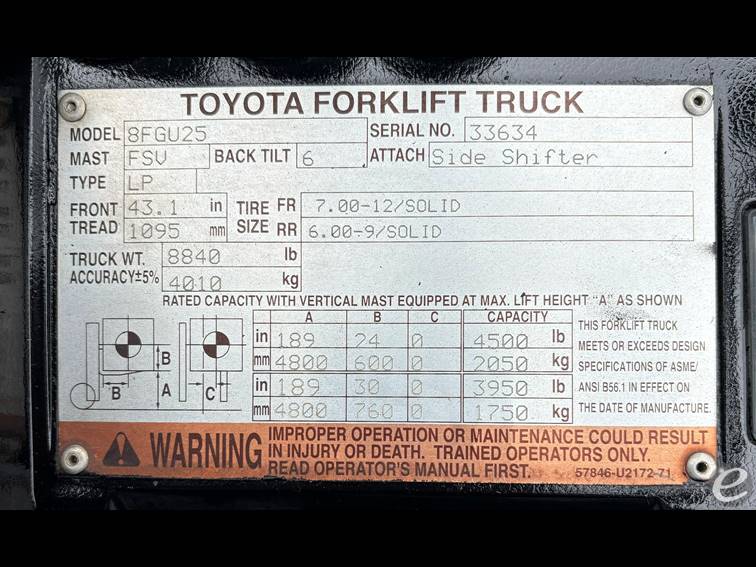 TOYOTA FORKLIFT TRUCK
MODEL 8FGU25 SERIAL NO. 33634
MAST FSV BACK TILT 6 ATTACH Side Shifter
TYPE LP
FRONT TREAD 43.1 in 1095 mm TIRE SIZE FR 7.00-12/SOLID
RR 6.00-9/SOLID
TRUCK WT. 8840 lb
ACCURACY±5% 4010 kg
RATED CAPACITY WITH VERTICAL MAST EQUIPPED AT MAX. LIFT HEIGHT "A" AS SHOWN
A B C CAPACITY
in 189 24 0 4500 lb
mm 4800 600 0 2050 kg
in 189 30 0 3950 lb
mm 4800 760 0 1750 kg
B A B C
THIS FORKLIFT TRUCK
MEETS OR EXCEEDS DESIGN
SPECIFICATIONS OF ASME/
ANSI B56.1 IN EFFECT ON
THE DATE OF MANUFACTURE.
WARNING
IMPROPER OPERATION OR MAINTENANCE COULD RESULT
IN INJURY OR DEATH. TRAINED OPERATORS ONLY.
READ OPERATOR'S MANUAL FIRST.
57846-U2172-71
e